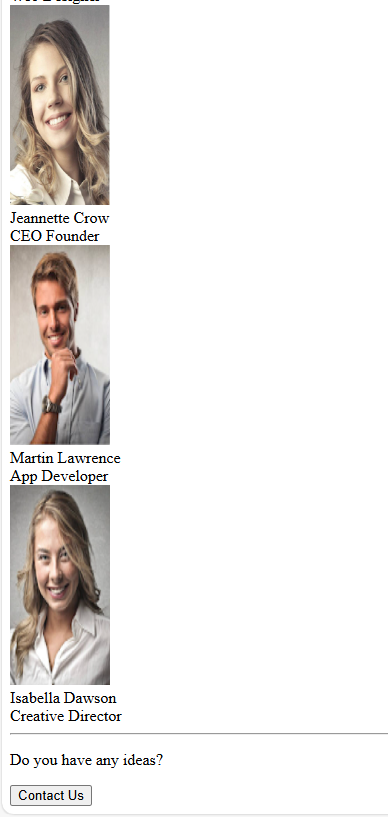 Jeannette Crow
CEO Founder
Martin Lawrence
App Developer
Isabella Dawson
Creative Director
Do you have any ideas?
Contact Us